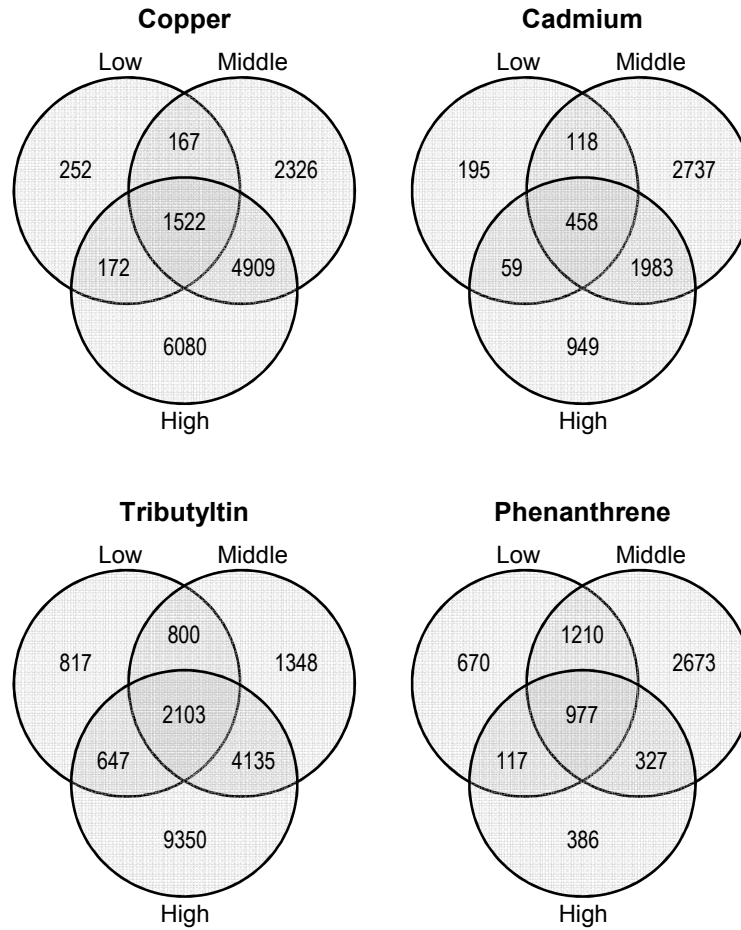 Copper
Low Middle
167
252 2326
1522
172 4909
6080
High
Cadmium
Low Middle
118
195 2737
458
59 1983
949
High
Tributyltin
Low Middle
800
817 1348
2103
647 4135
9350
High
Phenanthrene
Low Middle
1210
670 2673
977
117 327
386
High